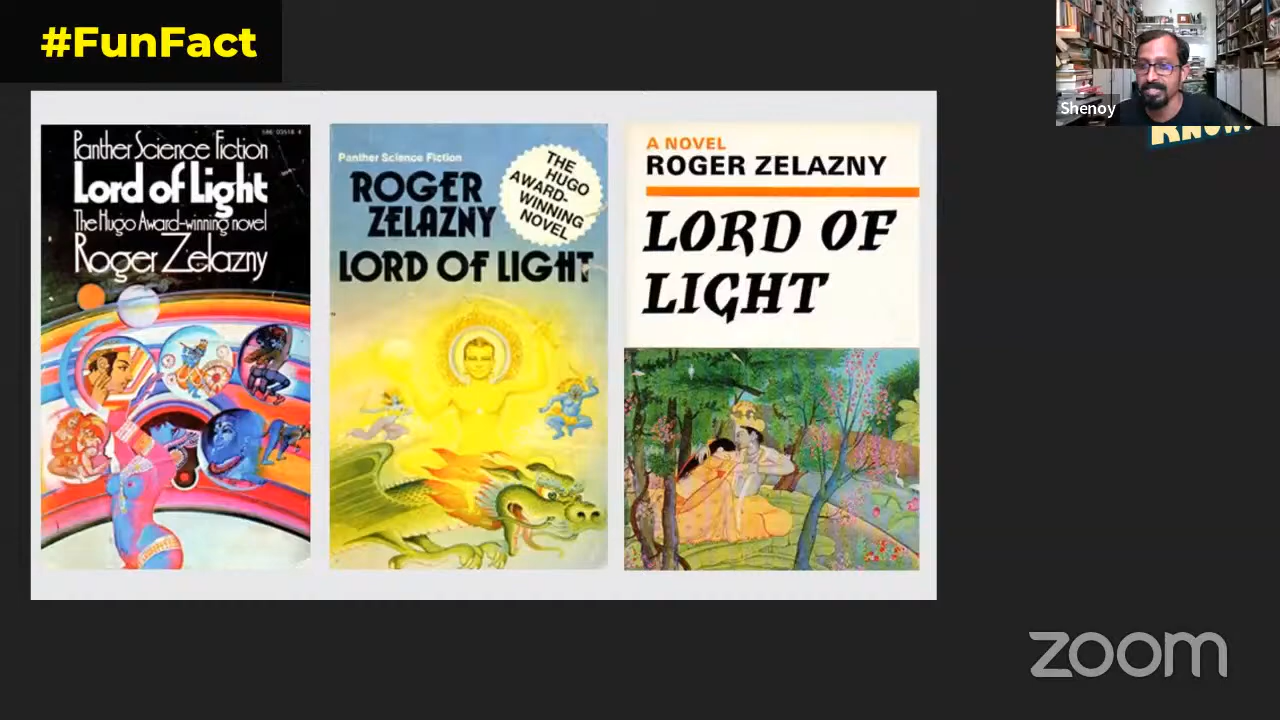 #FunFact
Shenoy
KNOW!
Panther Science Fiction
Lord of Light
The Hugo Award-winning novel
Roger Zelazny
Panther Science Fiction
ROGER
ZELAZNY
THE
HUGO
AWARD-
WINNING
NOVEL
LORD OF LIGHT
A NOVEL
ROGER ZELAZNY
LORD OF
LIGHT
zoom